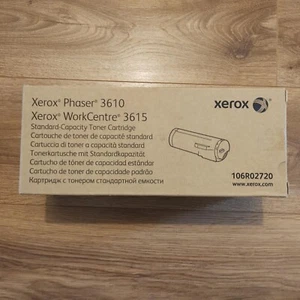 Xerox® Phaser® 3610
Xerox® WorkCentre® 3615
Standard-Capacity Toner Cartridge
Cartouche de toner de capacité standard
Cartuccia di toner a capacità standard
Tonerkartusche mit Standardkapazität
Cartucho de tóner de capacidad estándar
Cartucho de toner de capacidade padrão
Картридж с тонером стандартной емкости
xerox
106R02720
www.xerox.com